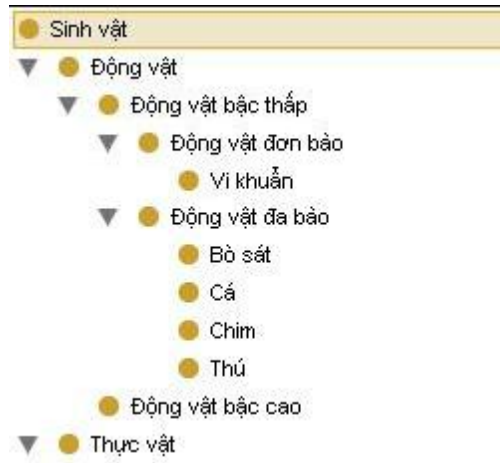 Sinh vật
Động vật
Động vật bậc thấp
Động vật đơn bào
Vi khuẩn
Động vật đa bào
Bò sát
Cá
Chim
Thú
Động vật bậc cao
Thực vật